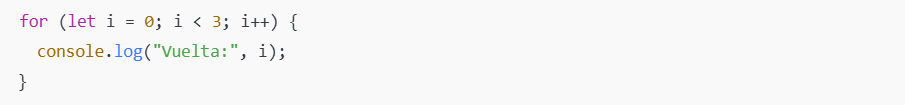 for (let i = 0; i < 3; i++) {
  console.log("Vuelta:", i);
}